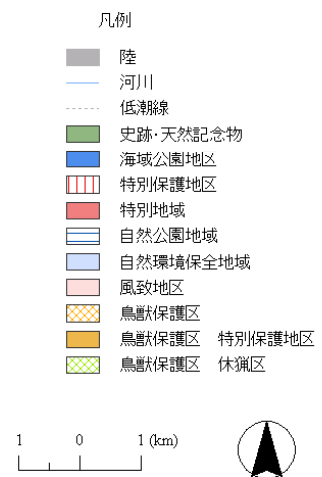 凡例
陸
河川
低潮線
史跡・天然記念物
海域公園地区
特別保護地区
特別地域
自然公園地域
自然環境保全地域
風致地区
鳥獣保護区
鳥獣保護区 特別保護地区
鳥獣保護区 休猟区
1 0 1 (km)